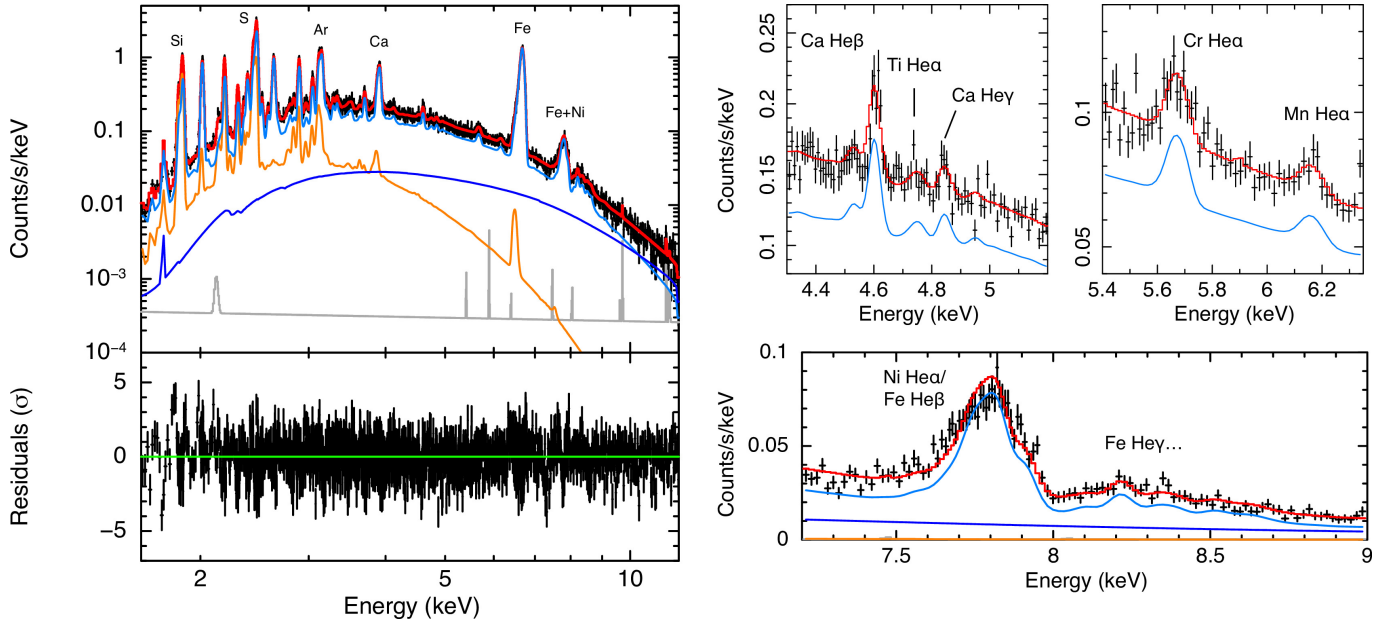 Counts/s/keV
1
0.1
0.01
10⁻³
10⁻⁴
Si
S
Ar
Ca
Fe
Fe+Ni
Residuals (σ)
5
0
−5
2
5
10
Energy (keV)
Counts/s/keV
0.25
0.2
0.15
0.1
Ca Heβ
Ti Heα
Ca Heγ
4.4
4.6
4.8
5
Energy (keV)
0.1
0.05
Cr Heα
Mn Heα
5.4
5.6
5.8
6
6.2
Energy (keV)
Counts/s/keV
0.1
0.05
0
Ni Heα/
Fe Heβ
Fe Heγ...
7.5
8
8.5
9
Energy (keV)